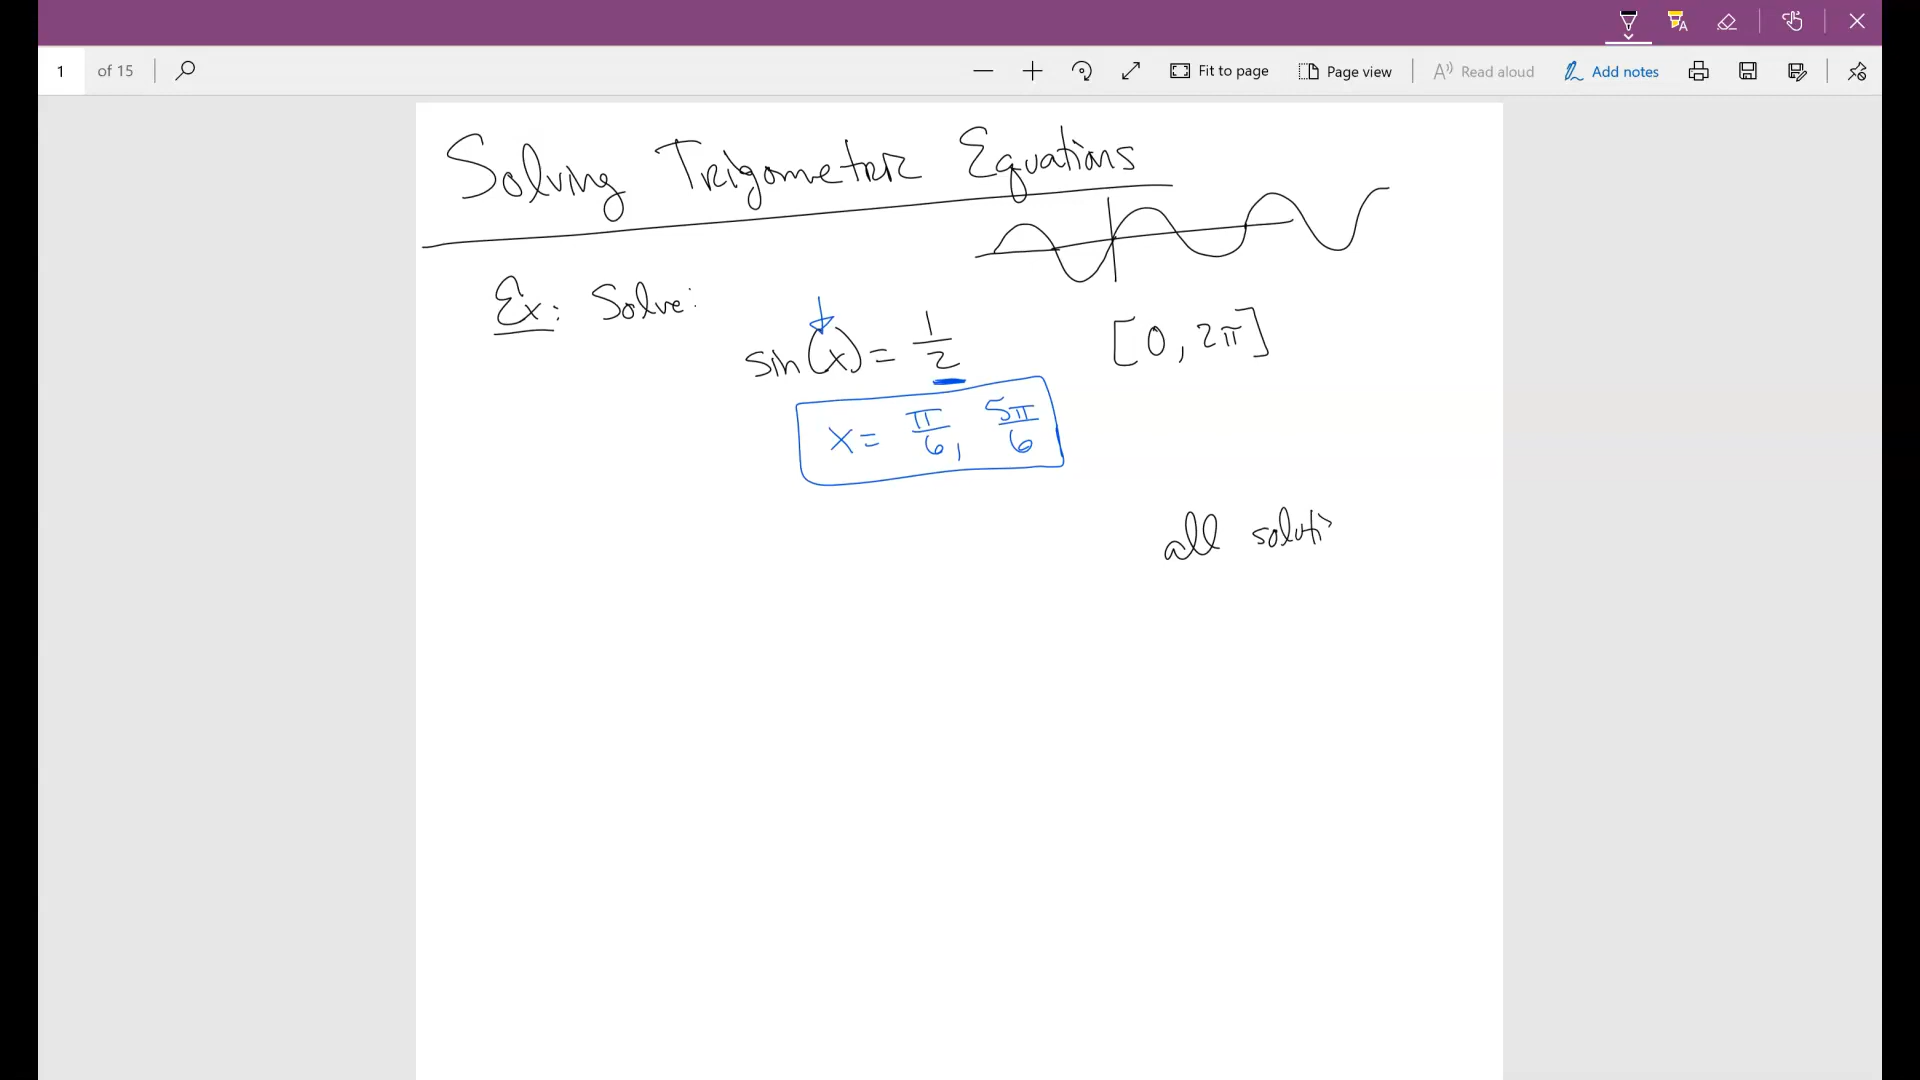 1 of 15 Fit to page Page view Read aloud Add notes
Solving Trigometric Equations
Ex: Solve:
sin(x) = 1/2 [0, 2π]
x = π/6, 5π/6
all soluti